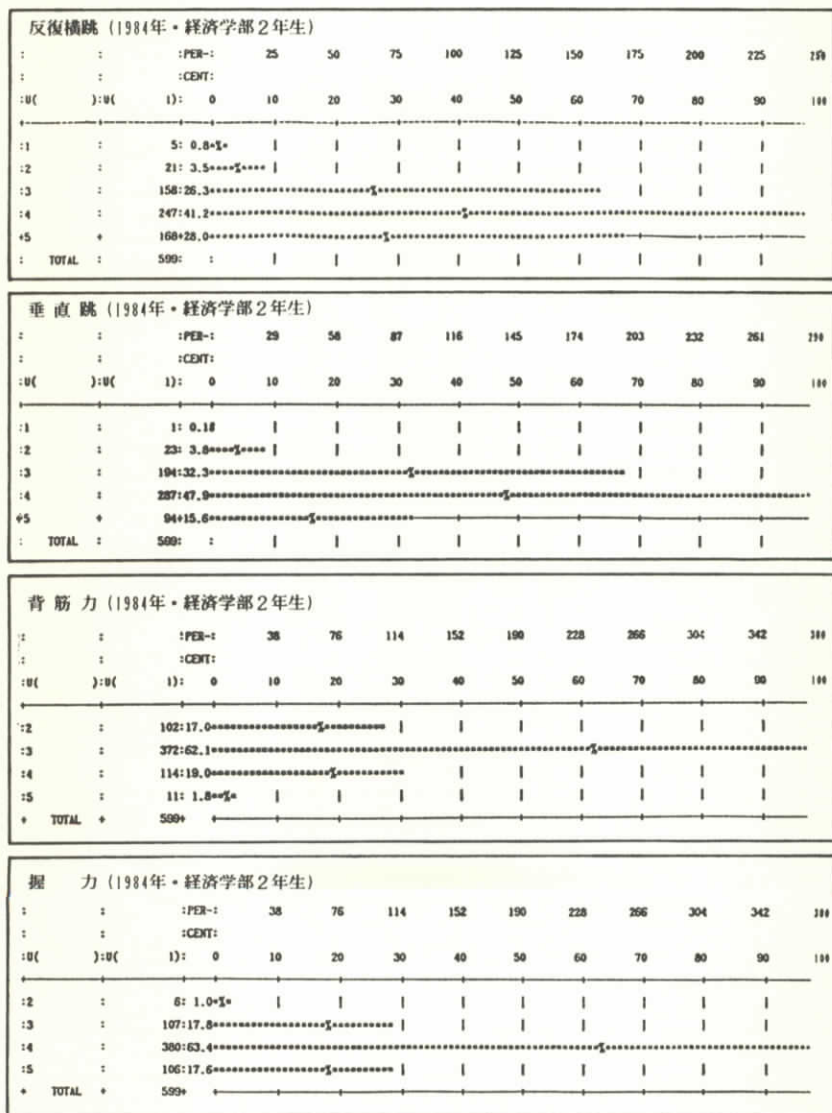 反復横跳 (1984年・経済学部2年生)
: : :PER-: 25 50 75 100 125 150 175 200 225 250
: : :CENT:
:U( ):U( 1): 0 10 20 30 40 50 60 70 80 90 100
:1 : 5: 0.8
:2 : 21: 3.5
:3 : 158:26.3
:4 : 247:41.2
+5 + 168+28.0
: TOTAL : 599: :
垂直跳 (1984年・経済学部2年生)
: : :PER-: 29 58 87 116 145 174 203 232 261 290
: : :CENT:
:U( ):U( 1): 0 10 20 30 40 50 60 70 80 90 100
:1 : 1: 0.1
:2 : 23: 3.8
:3 : 194:32.3
:4 : 287:47.9
+5 + 94+15.6
: TOTAL : 599: :
背筋力 (1984年・経済学部2年生)
: : :PER-: 38 76 114 152 190 228 266 304 342 380
: : :CENT:
:U( ):U( 1): 0 10 20 30 40 50 60 70 80 90 100
:2 : 102:17.0
:3 : 372:62.1
:4 : 114:19.0
:5 : 11: 1.8
+ TOTAL + 599+
握 力 (1984年・経済学部2年生)
: : :PER-: 38 76 114 152 190 228 266 304 342 380
: : :CENT:
:U( ):U( 1): 0 10 20 30 40 50 60 70 80 90 100
:2 : 6: 1.0
:3 : 107:17.8
:4 : 380:63.4
:5 : 106:17.6
+ TOTAL + 599+